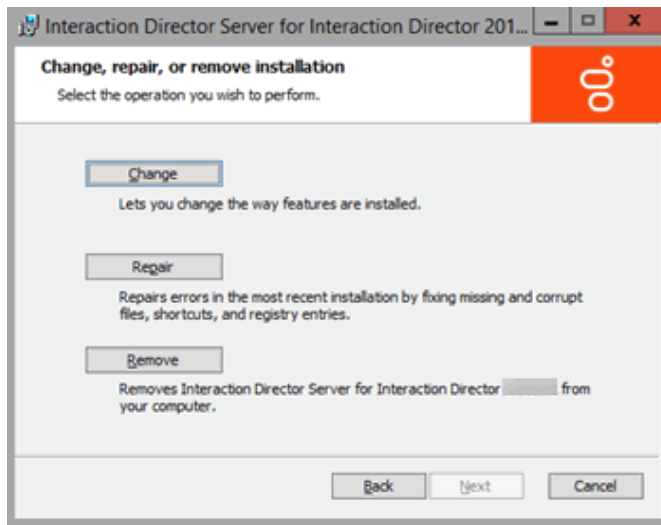 Interaction Director Server for Interaction Director 201...
Change, repair, or remove installation
Select the operation you wish to perform.
Change
Lets you change the way features are installed.
Repair
Repairs errors in the most recent installation by fixing missing and corrupt
files, shortcuts, and registry entries.
Remove
Removes Interaction Director Server for Interaction Director from
your computer.
Back Next Cancel